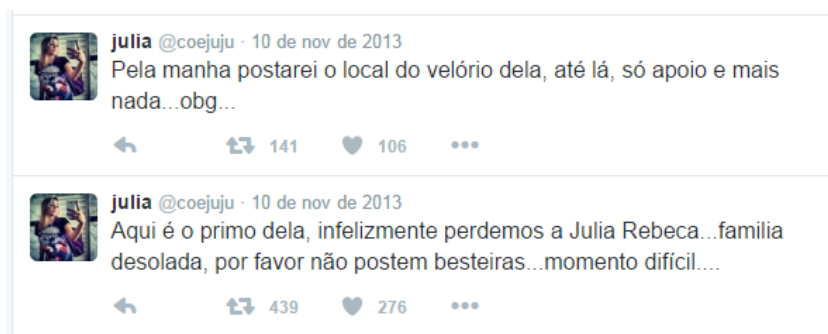 julia @coejuju · 10 de nov de 2013
Pela manha postarei o local do velório dela, até lá, só apoio e mais
nada...obg...
141 106
julia @coejuju · 10 de nov de 2013
Aqui é o primo dela, infelizmente perdemos a Julia Rebeca...familia
desolada, por favor não postem besteiras...momento difícil....
439 276